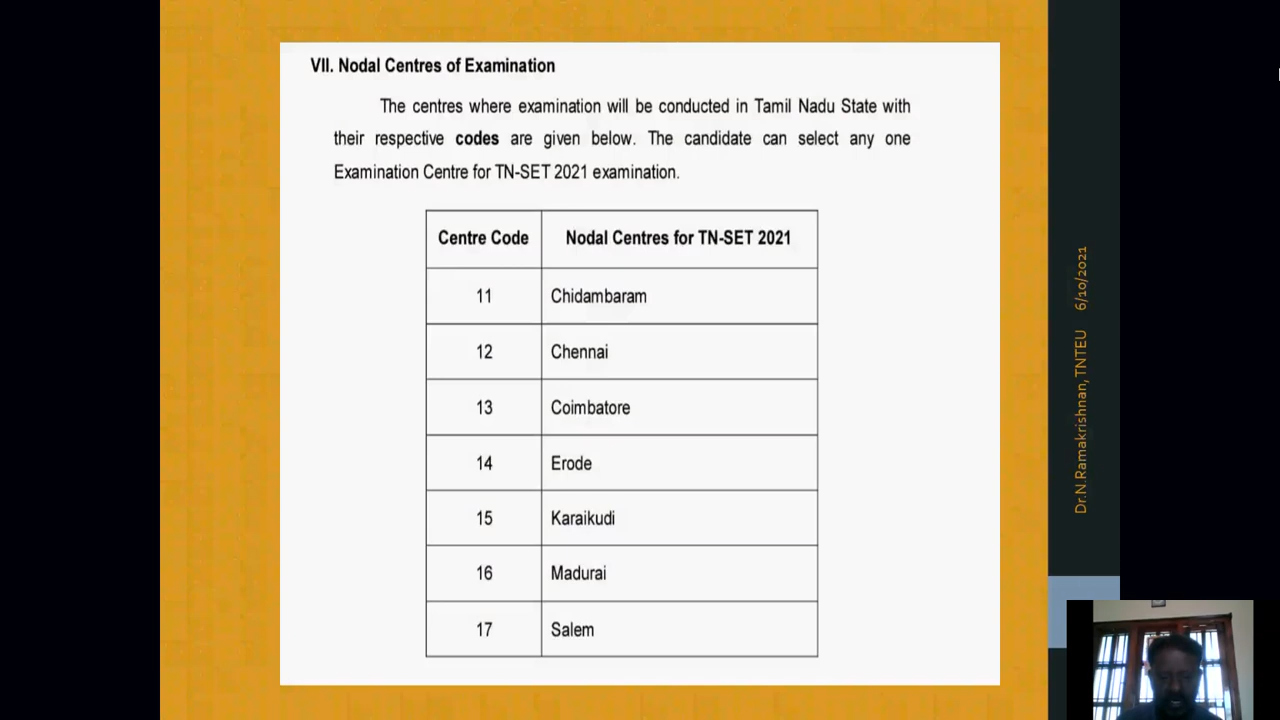 VII. Nodal Centres of Examination
The centres where examination will be conducted in Tamil Nadu State with
their respective codes are given below. The candidate can select any one
Examination Centre for TN-SET 2021 examination.
Centre Code Nodal Centres for TN-SET 2021
11 Chidambaram
12 Chennai
13 Coimbatore
14 Erode
15 Karaikudi
16 Madurai
17 Salem
Dr.N.Ramakrishnan, TNTEU 6/10/2021